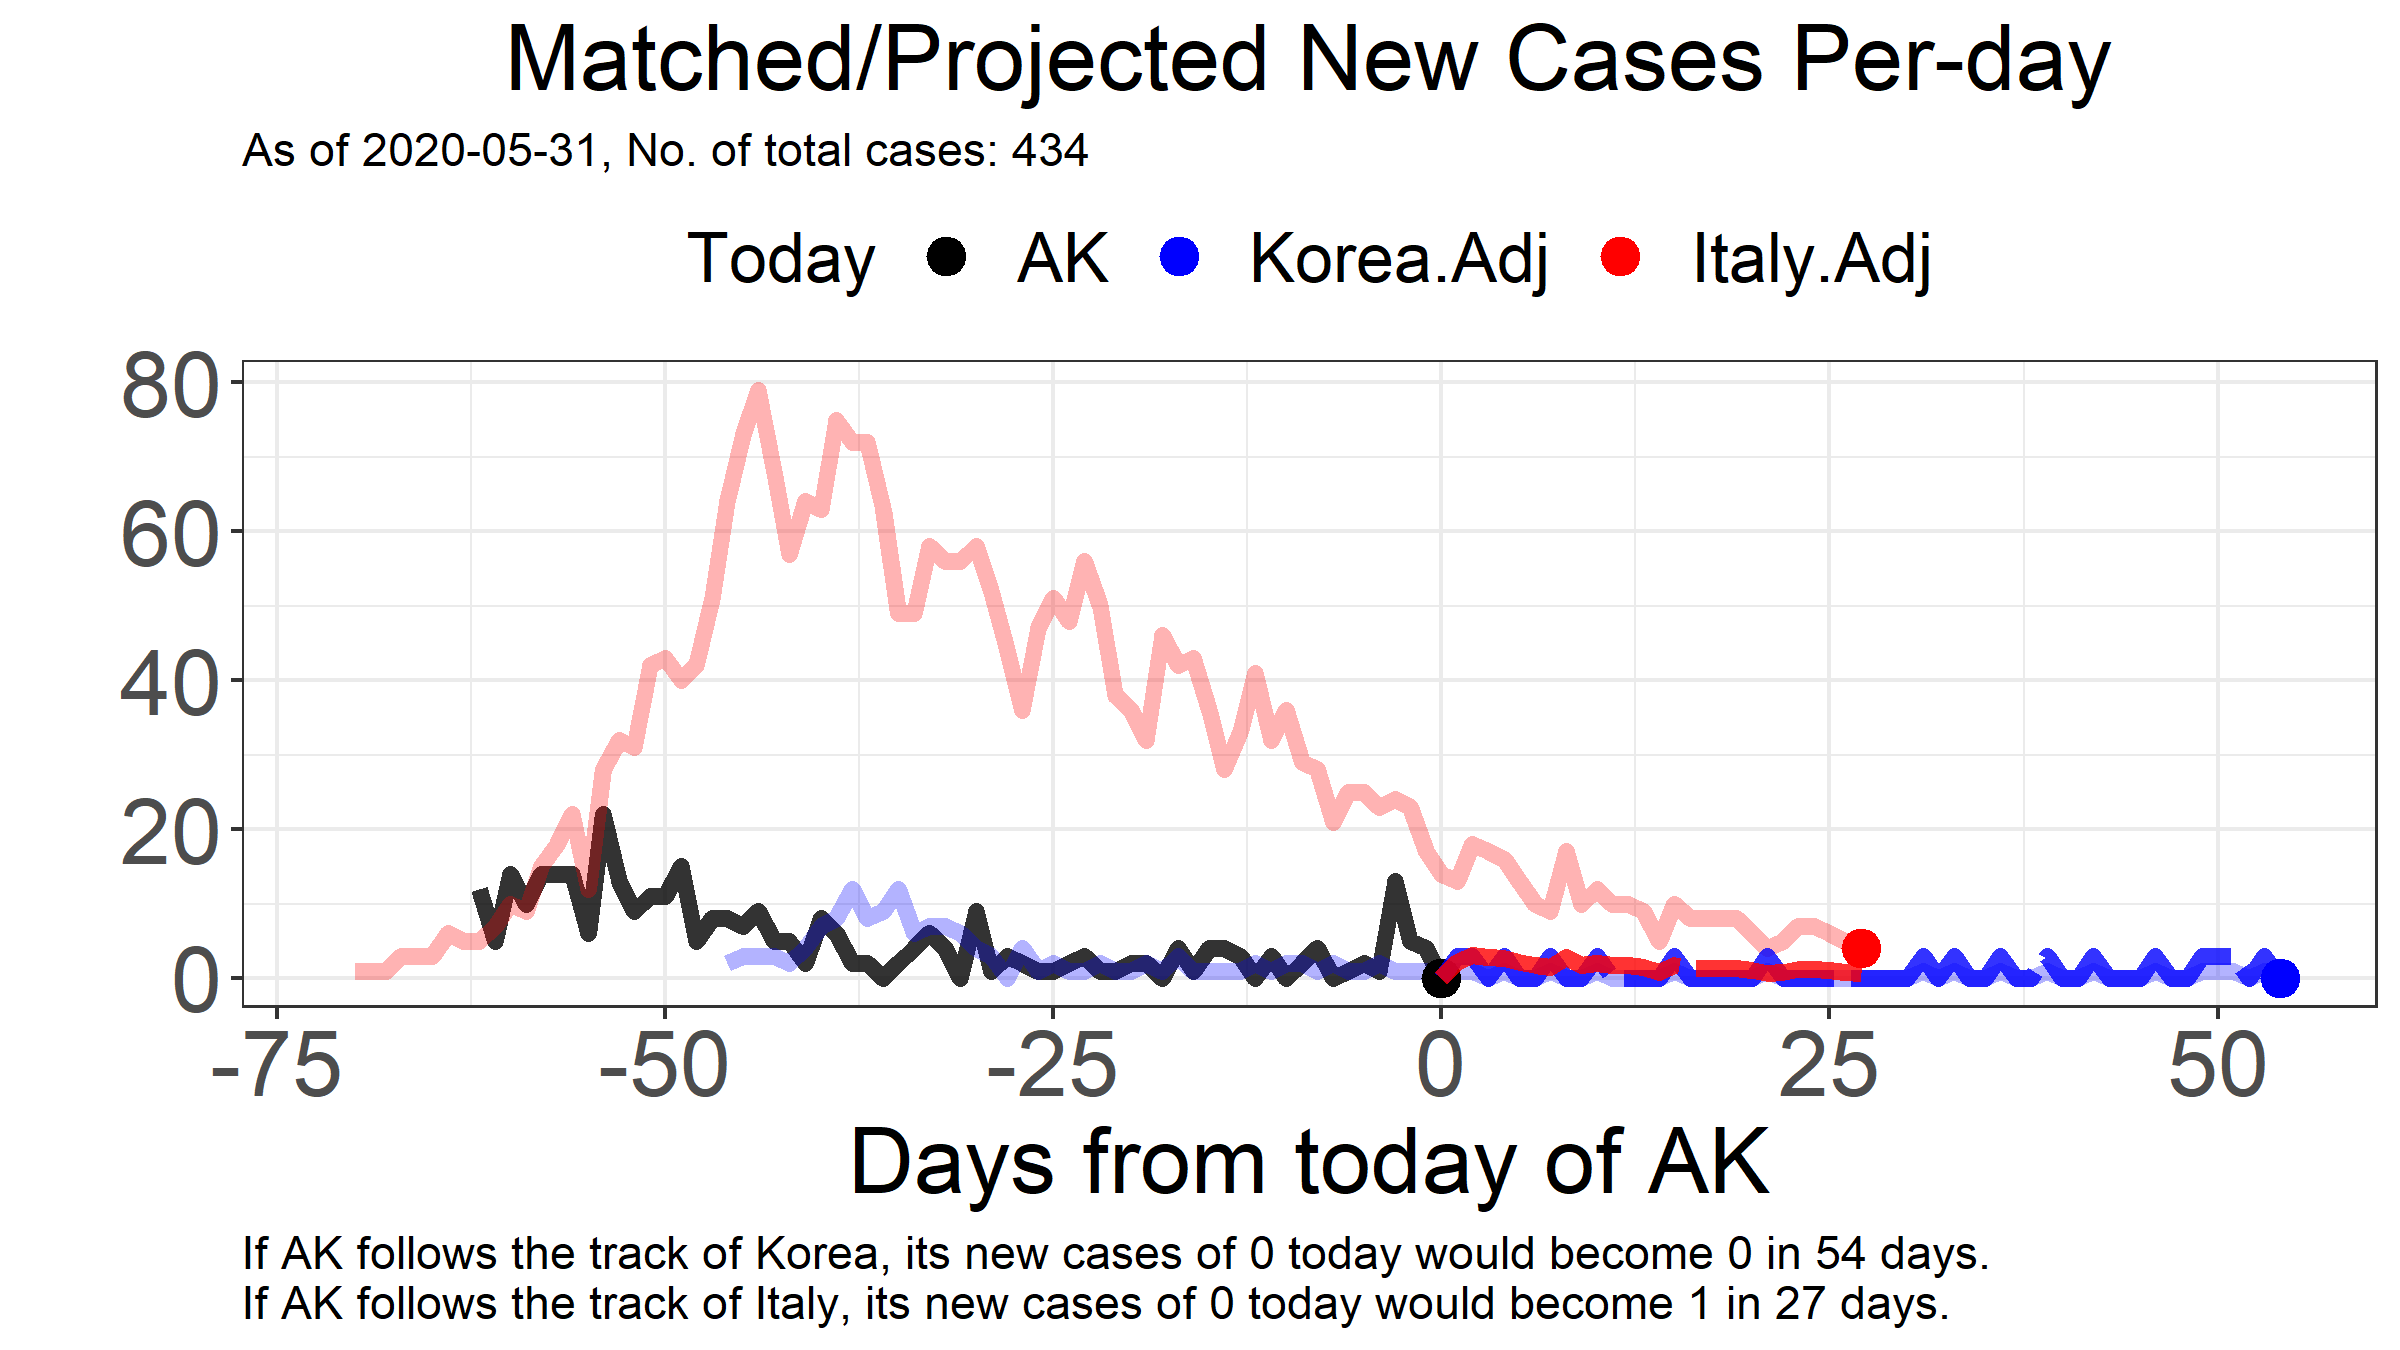 Matched/Projected New Cases Per-day
As of 2020-05-31, No. of total cases: 434
Today AK Korea.Adj Italy.Adj
80
60
40
20
0
-75 -50 -25 0 25 50
Days from today of AK
If AK follows the track of Korea, its new cases of 0 today would become 0 in 54 days.
If AK follows the track of Italy, its new cases of 0 today would become 1 in 27 days.